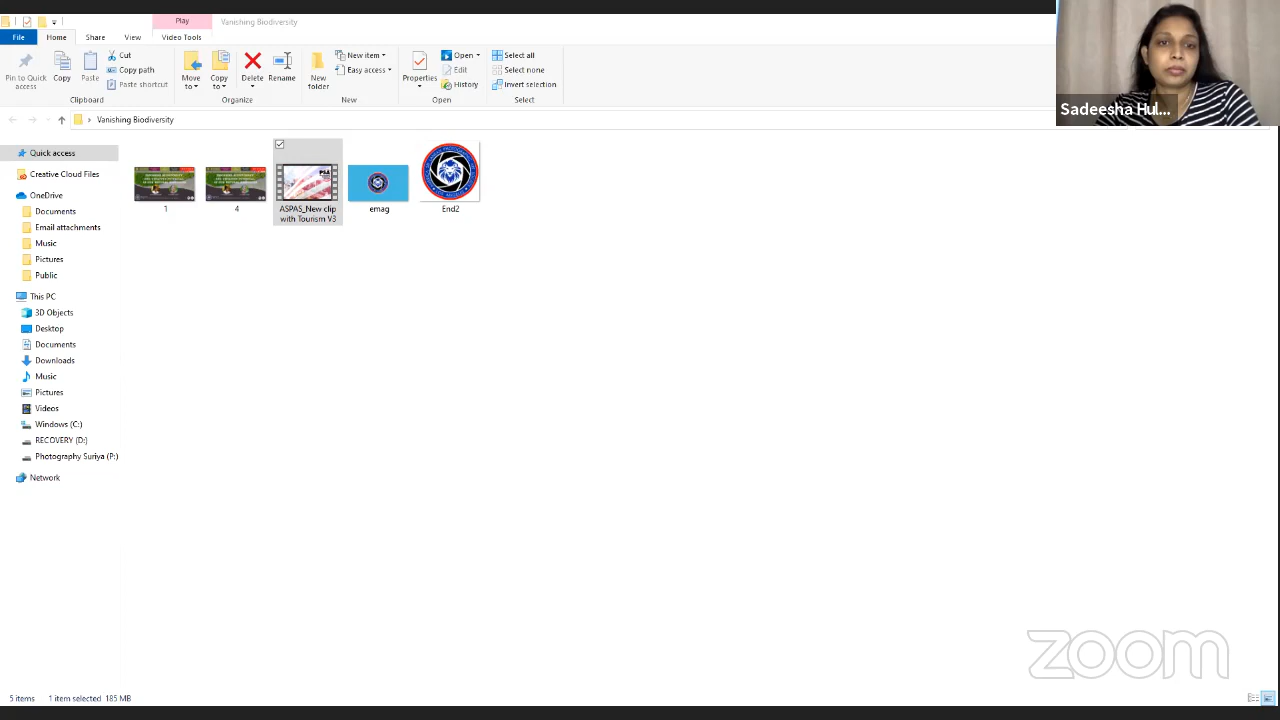 Play
Vanishing Biodiversity
File
Home
Share
View
Video Tools
Pin to Quick access
Copy
Paste
Cut
Copy path
Paste shortcut
Clipboard
Move to
Copy to
Delete
Rename
Organize
New folder
New item
Easy access
New
Properties
Open
Edit
History
Open
Select all
Select none
Invert selection
Select
Sadeesha Hul...
Vanishing Biodiversity
Quick access
Creative Cloud Files
OneDrive
Documents
Email attachments
Music
Pictures
Public
This PC
3D Objects
Desktop
Documents
Downloads
Music
Pictures
Videos
Windows (C:)
RECOVERY (D:)
Photography Suriya (P:)
Network
1
4
ASPAS_New clip
with Tourism V3
emag
End2
zoom
5 items
1 item selected 185 MB